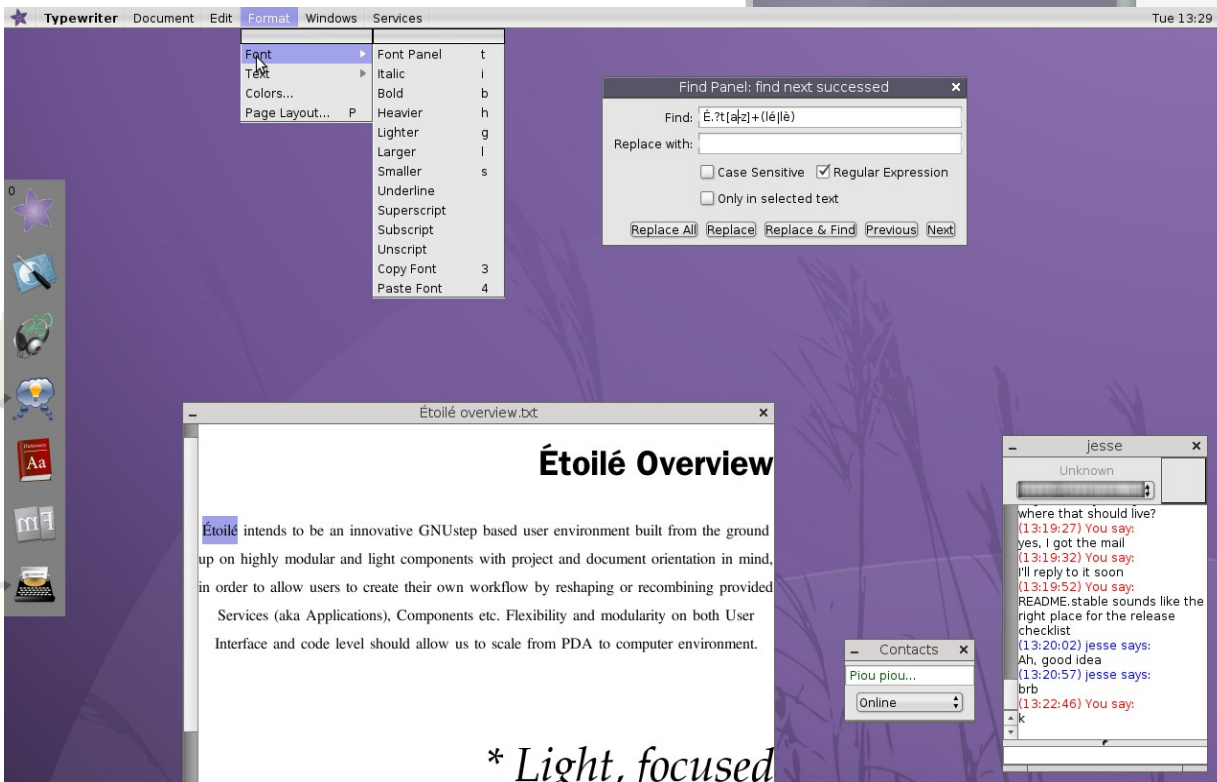 Typewriter Document Edit Format Windows Services Tue 13:29
Font
Text
Colors...
Page Layout... P
Font Panel t
Italic i
Bold b
Heavier h
Lighter g
Larger l
Smaller s
Underline
Superscript
Subscript
Unscript
Copy Font 3
Paste Font 4
Find Panel: find next successed
Find: É.?t[a-z]+(lé|lè)
Replace with:
Case Sensitive Regular Expression
Only in selected text
Replace All Replace Replace & Find Previous Next
0
Dictionary
Aa
Étoilé overview.txt
Étoilé Overview
Étoilé intends to be an innovative GNUstep based user environment built from the ground
up on highly modular and light components with project and document orientation in mind,
in order to allow users to create their own workflow by reshaping or recombining provided
Services (aka Applications), Components etc. Flexibility and modularity on both User
Interface and code level should allow us to scale from PDA to computer environment.
* Light, focused
Contacts
Piou piou...
Online
jesse
Unknown
where that should live?
(13:19:27) You say:
yes, I got the mail
(13:19:32) You say:
I'll reply to it soon
(13:19:52) You say:
README.stable sounds like the
right place for the release
checklist
(13:20:02) jesse says:
Ah, good idea
(13:20:57) jesse says:
brb
(13:22:46) You say:
k